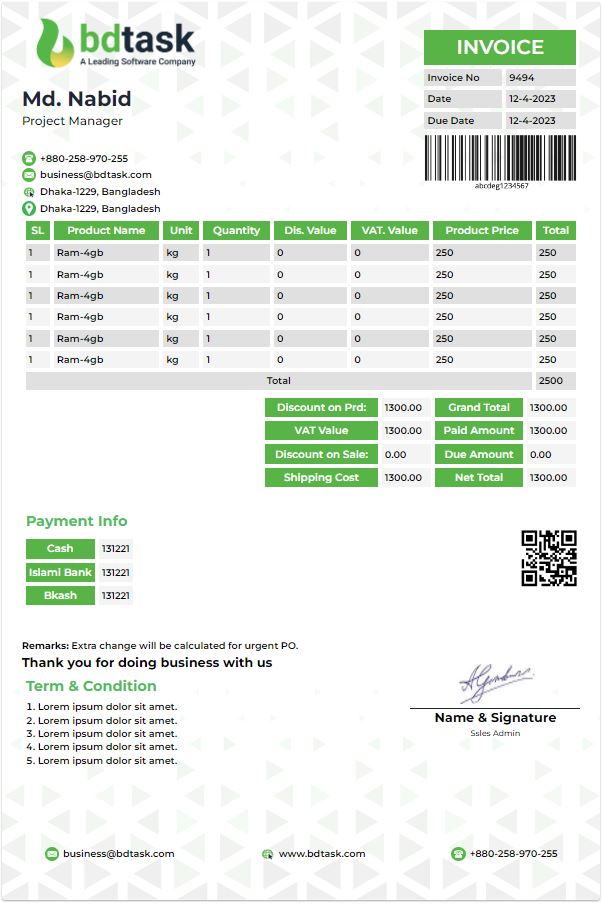 bdtask
A Leading Software Company
INVOICE
Invoice No 9494
Date 12-4-2023
Due Date 12-4-2023
abcdeg1234567
Md. Nabid
Project Manager
+880-258-970-255
business@bdtask.com
Dhaka-1229, Bangladesh
Dhaka-1229, Bangladesh
SL Product Name Unit Quantity Dis. Value VAT. Value Product Price Total
1 Ram-4gb kg 1 0 0 250 250
1 Ram-4gb kg 1 0 0 250 250
1 Ram-4gb kg 1 0 0 250 250
1 Ram-4gb kg 1 0 0 250 250
1 Ram-4gb kg 1 0 0 250 250
1 Ram-4gb kg 1 0 0 250 250
Total 2500
Discount on Prd: 1300.00 Grand Total 1300.00
VAT Value 1300.00 Paid Amount 1300.00
Discount on Sale: 0.00 Due Amount 0.00
Shipping Cost 1300.00 Net Total 1300.00
Payment Info
Cash 131221
Islami Bank 131221
Bkash 131221
Remarks: Extra change will be calculated for urgent PO.
Thank you for doing business with us
Term & Condition
1. Lorem ipsum dolor sit amet.
2. Lorem ipsum dolor sit amet.
3. Lorem ipsum dolor sit amet.
4. Lorem ipsum dolor sit amet.
5. Lorem ipsum dolor sit amet.
Name & Signature
Ssles Admin
business@bdtask.com www.bdtask.com +880-258-970-255